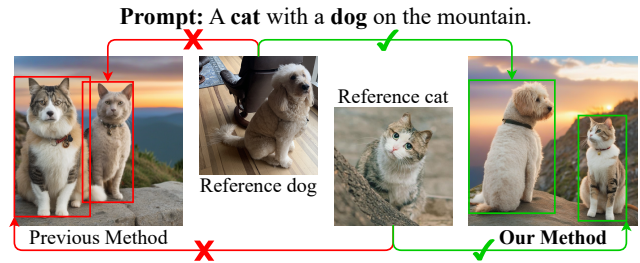 Prompt: A cat with a dog on the mountain.
Reference cat
Reference dog
Previous Method
Our Method